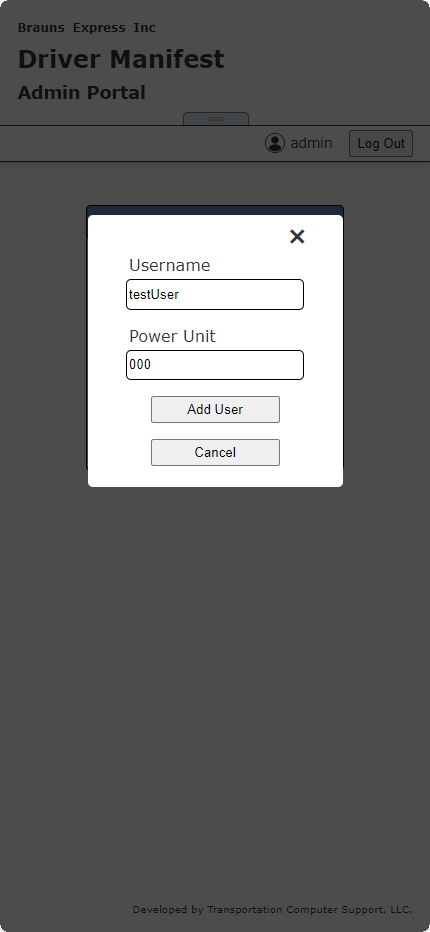 Brauns Express Inc
Driver Manifest
Admin Portal
admin
Log Out
Username
testUser
Power Unit
000
Add User
Cancel
Developed by Transportation Computer Support, LLC.